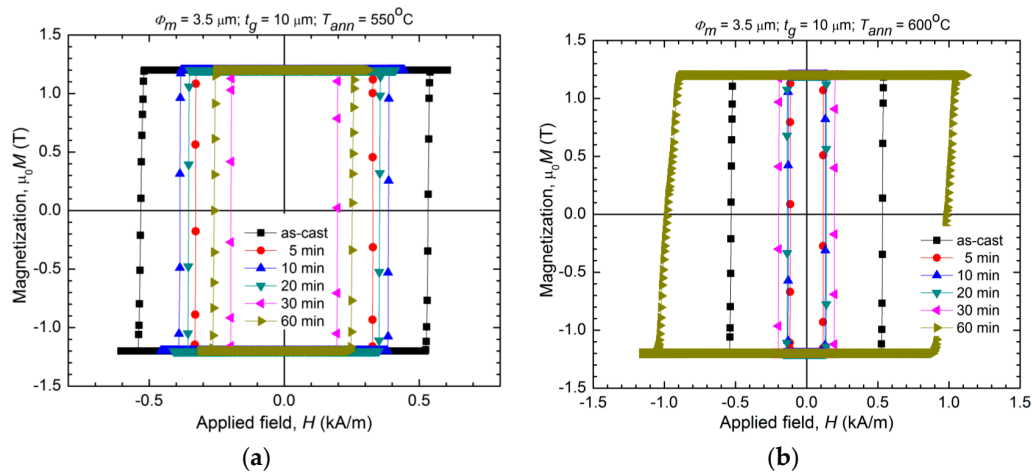 Φm = 3.5 μm; tg = 10 μm; Tann = 550°C
Magnetization, μ0M (T)
1.5
1.0
0.5
0.0
-0.5
-1.0
-1.5
as-cast
5 min
10 min
20 min
30 min
60 min
-0.5 0.0 0.5
Applied field, H (kA/m)
(a)
Φm = 3.5 μm; tg = 10 μm; Tann = 600°C
Magnetization, μ0M (T)
1.5
1.0
0.5
0.0
-0.5
-1.0
-1.5
as-cast
5 min
10 min
20 min
30 min
60 min
-1.5 -1.0 -0.5 0.0 0.5 1.0 1.5
Applied field, H (kA/m)
(b)